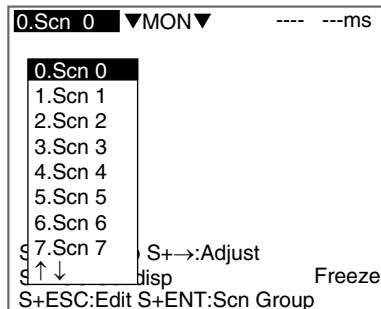 0.Scn 0 ▼MON▼ ---- ---ms
0.Scn 0
1.Scn 1
2.Scn 2
3.Scn 3
4.Scn 4
5.Scn 5
6.Scn 6
7.Scn 7
↑↓
S+→:Adjust
disp Freeze
S+ESC:Edit S+ENT:Scn Group